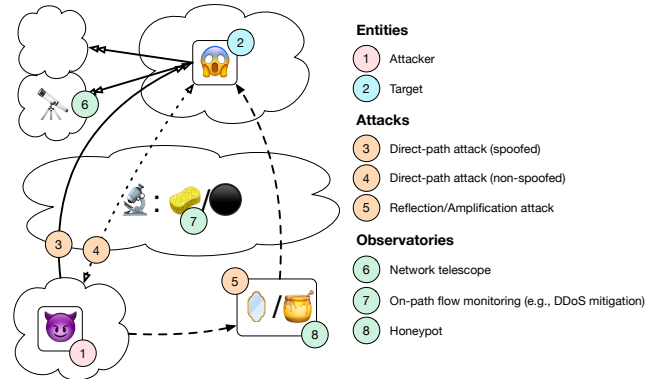 2
6
: /
7
3
4
5
/
8
1
Entities
1 Attacker
2 Target
Attacks
3 Direct-path attack (spoofed)
4 Direct-path attack (non-spoofed)
5 Reflection/Amplification attack
Observatories
6 Network telescope
7 On-path flow monitoring (e.g., DDoS mitigation)
8 Honeypot